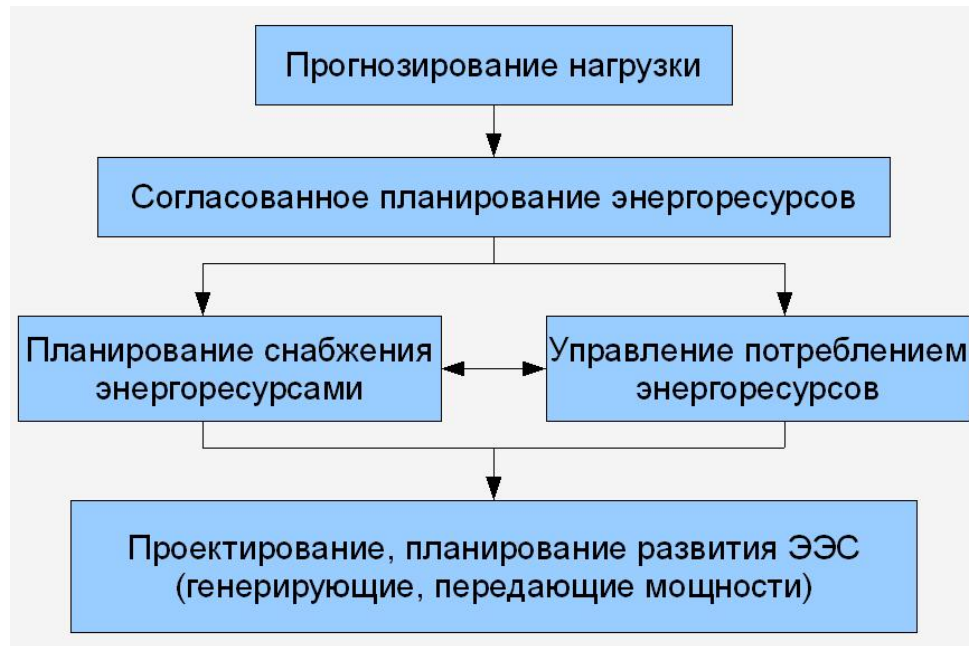 Прогнозирование нагрузки
Согласованное планирование энергоресурсов
Планирование снабжения
энергоресурсами
Управление потреблением
энергоресурсов
Проектирование, планирование развития ЭЭС
(генерирующие, передающие мощности)